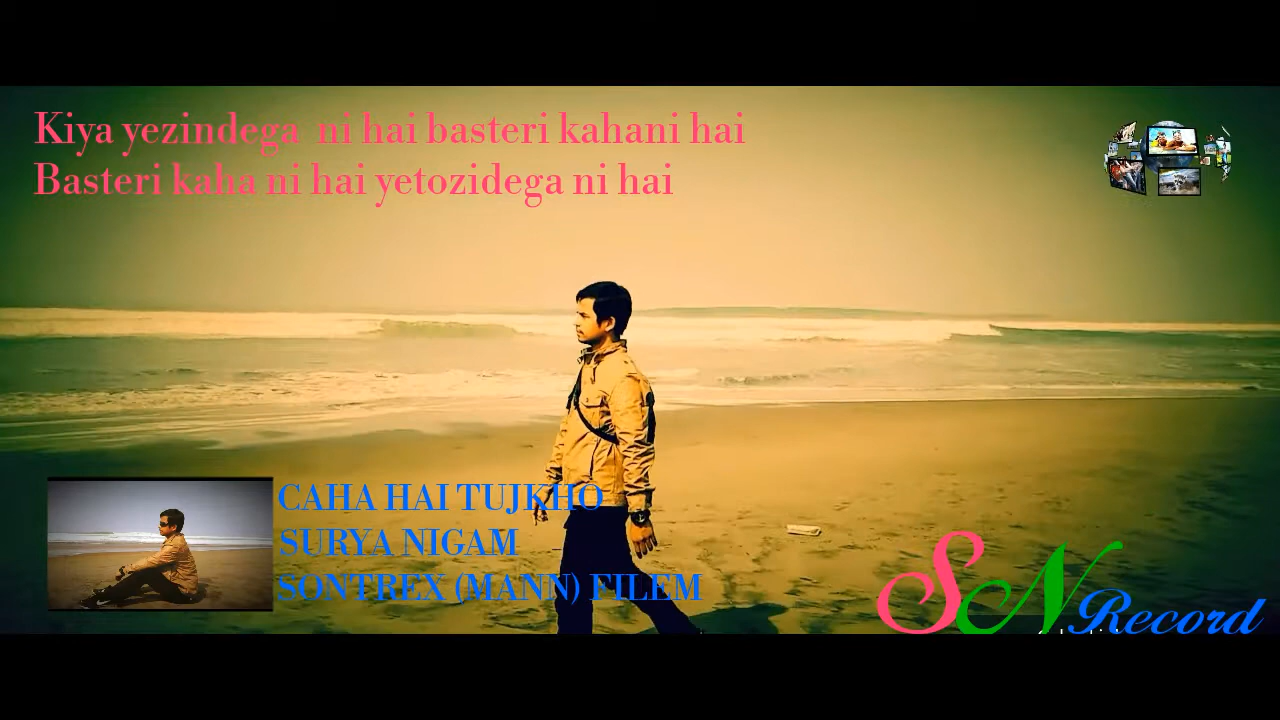 Kiya yezindega ni hai basteri kahani hai
Basteri kaha ni hai yetozidega ni hai
CAHA HAI TUJKHO
SURYA NIGAM
SONTREX (MANN) FILEM
SN Record